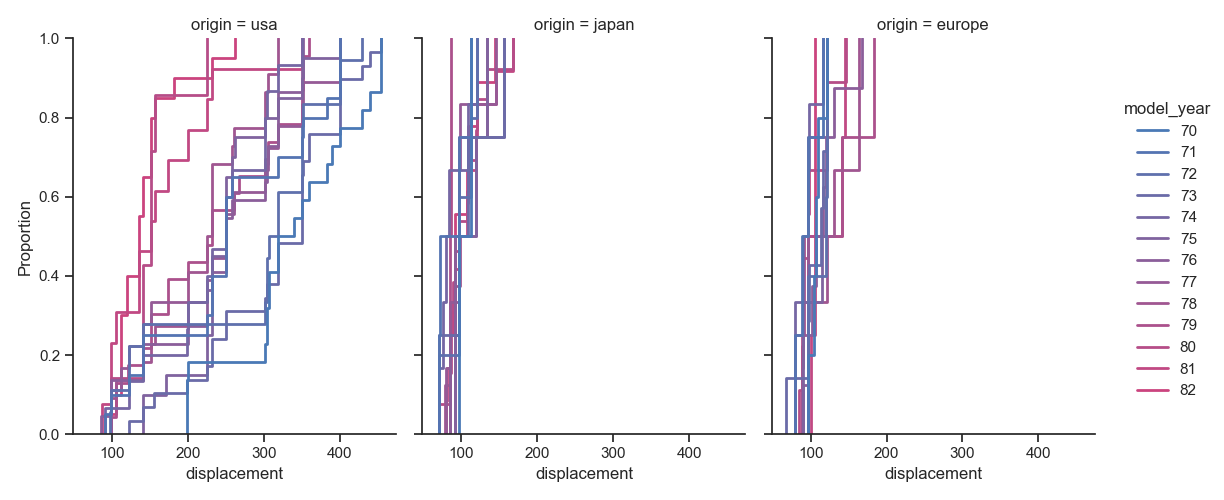 origin = usa
origin = japan
origin = europe
1.0
0.8
0.6
0.4
0.2
0.0
Proportion
100 200 300 400
100 200 300 400
100 200 300 400
displacement
displacement
displacement
model_year
70
71
72
73
74
75
76
77
78
79
80
81
82